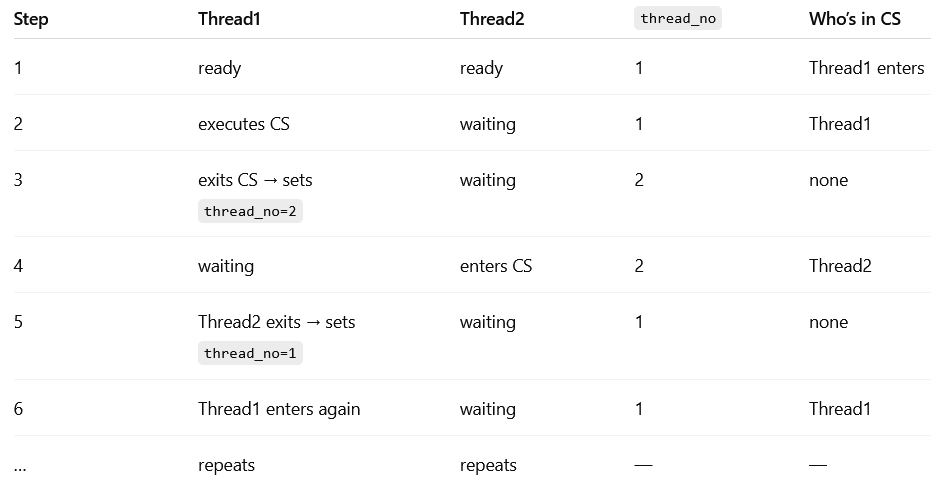 Step Thread1 Thread2 thread_no Who’s in CS
1 ready ready 1 Thread1 enters
2 executes CS waiting 1 Thread1
3 exits CS → sets waiting 2 none
thread_no=2
4 waiting enters CS 2 Thread2
5 Thread2 exits → sets waiting 1 none
thread_no=1
6 Thread1 enters again waiting 1 Thread1
... repeats repeats — —